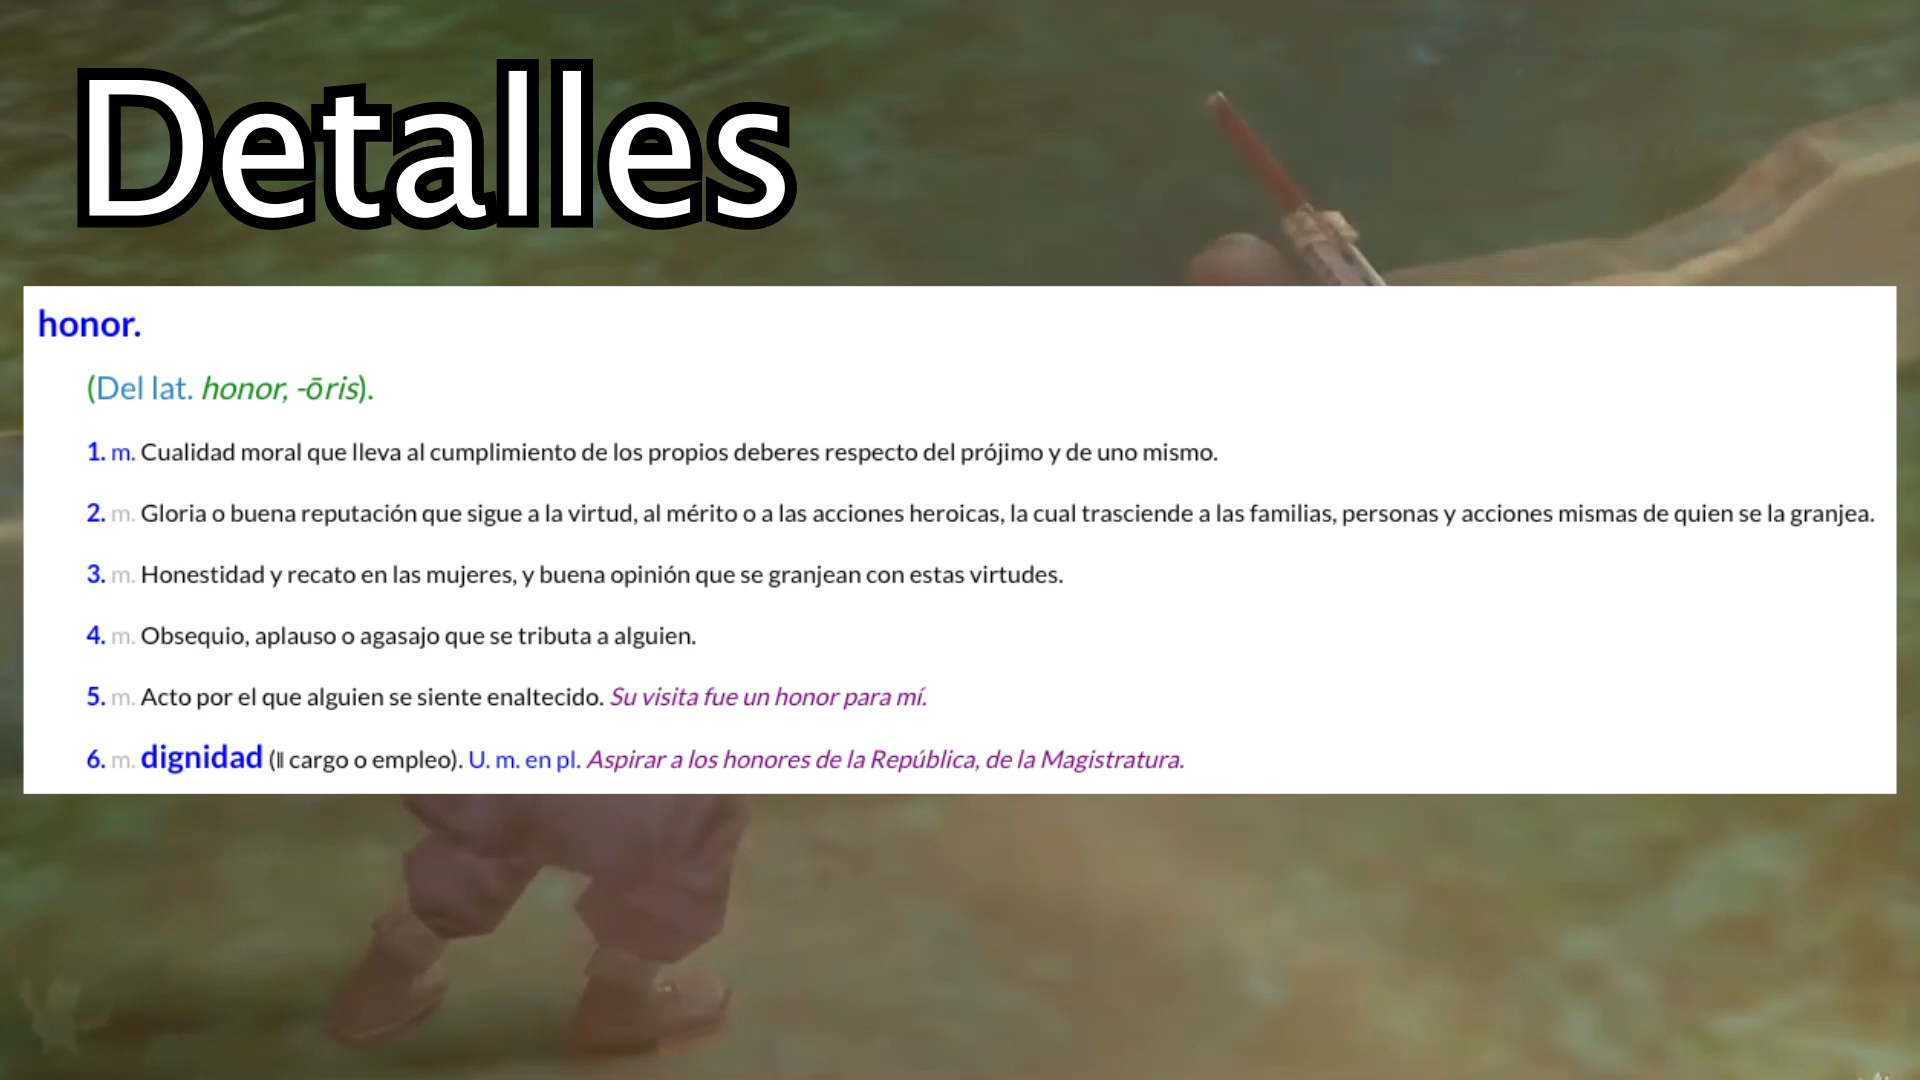 Detalles
honor.
(Del lat. honor, -ōris).
1. m. Cualidad moral que lleva al cumplimiento de los propios deberes respecto del prójimo y de uno mismo.
2. m. Gloria o buena reputación que sigue a la virtud, al mérito o a las acciones heroicas, la cual trasciende a las familias, personas y acciones mismas de quien se la granjea.
3. m. Honestidad y recato en las mujeres, y buena opinión que se granjean con estas virtudes.
4. m. Obsequio, aplauso o agasajo que se tributa a alguien.
5. m. Acto por el que alguien se siente enaltecido. Su visita fue un honor para mí.
6. m. dignidad (‖ cargo o empleo). U. m. en pl. Aspirar a los honores de la República, de la Magistratura.